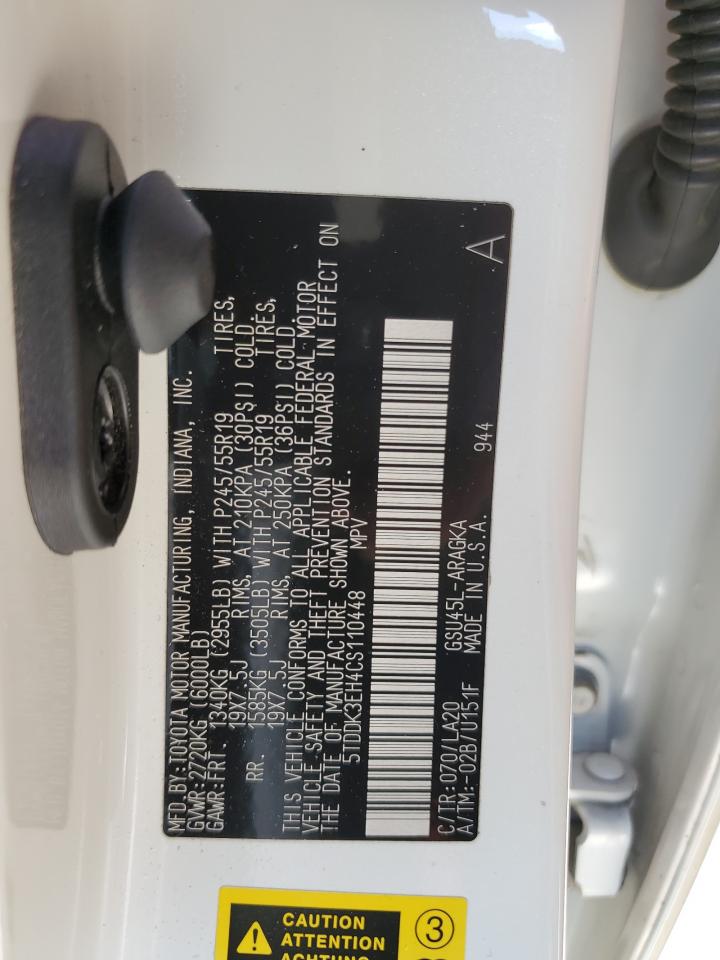 MFD.BY:TOYOTA MOTOR MANUFACTURING, INDIANA, INC.
GVWR:2720KG (6000LB)
GAWR:FRT. 1340KG (2955LB) WITH P245/55R19 TIRES,
19X7.5J RIMS, AT 210KPA (30PSI) COLD.
RR. 1585KG (3505LB) WITH P245/55R19 TIRES,
19X7.5J RIMS, AT 250KPA (36PSI) COLD.
THIS VEHICLE CONFORMS TO ALL APPLICABLE FEDERAL MOTOR
VEHICLE SAFETY AND THEFT PREVENTION STANDARDS IN EFFECT ON
THE DATE OF MANUFACTURE SHOWN ABOVE.
5TDDK3EH4CS110448 MPV
A
C/TR:070/LA20 GSU45L-ARAGKA 944
A/TM:-02B/U151F MADE IN U.S.A.
CAUTION
ATTENTION
ACHTUNG
3